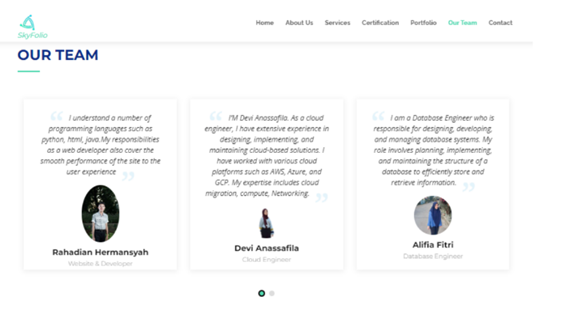 Home About Us Services Certification Portfolio Our Team Contact
SkyFolio
OUR TEAM
“ I understand a number of
programming languages such as
python, html, java.My responsibilities
as a web developer also cover the
smooth performance of the site to the
user experience ”
Rahadian Hermansyah
Website & Developer
“ I'M Devi Anassafila. As a cloud
engineer, I have extensive experience in
designing, implementing, and
maintaining cloud-based solutions. I
have worked with various cloud
platforms such as AWS, Azure, and
GCP. My expertise includes cloud
migration, compute, Networking. ”
Devi Anassafila
Cloud Engineer
“ I am a Database Engineer who is
responsible for designing, developing,
and managing database systems. My
role involves planning, implementing,
and maintaining the structure of a
database to efficiently store and
retrieve information. ”
Alifia Fitri
Database Engineer